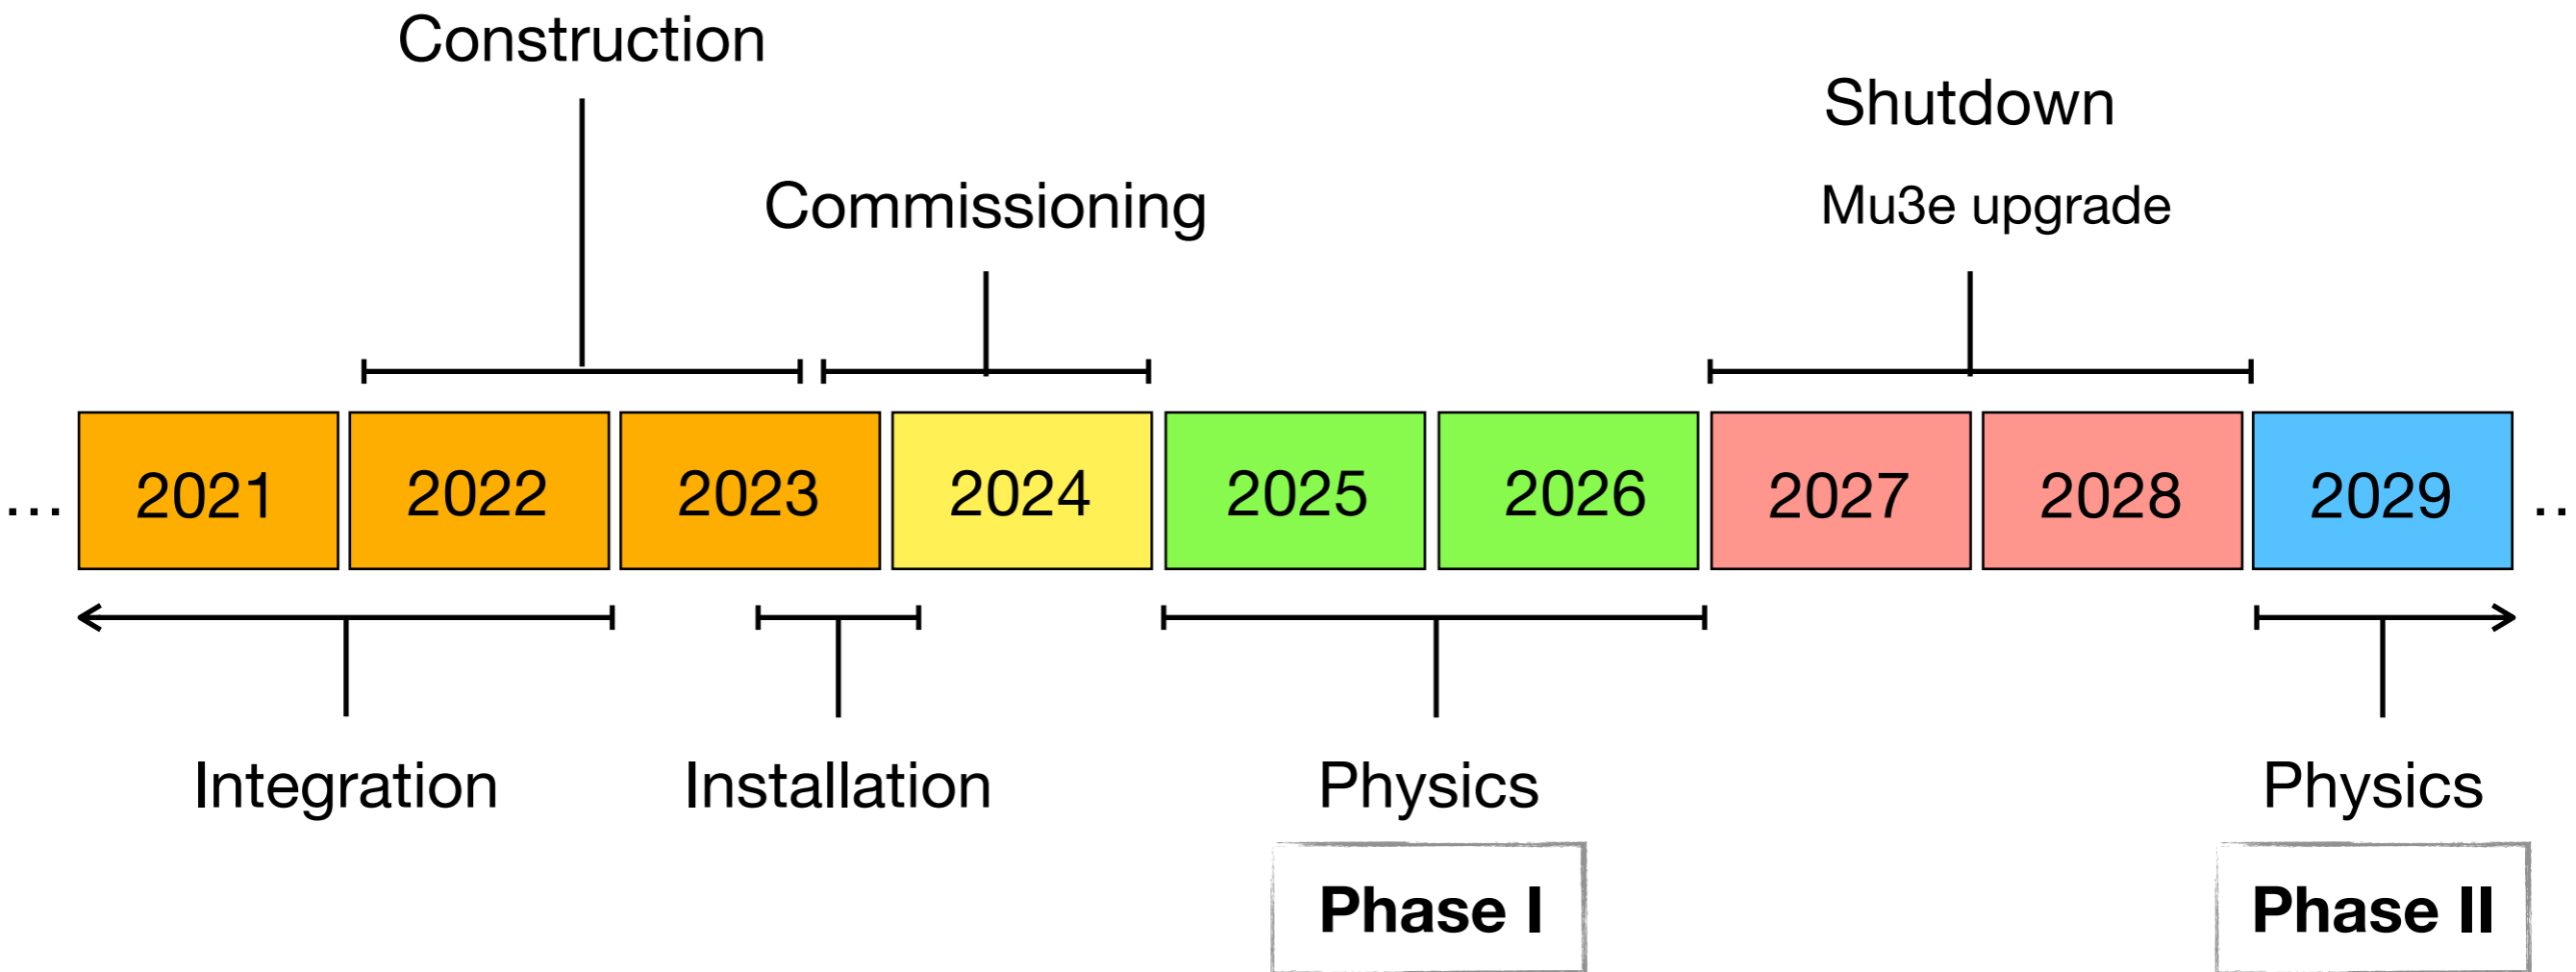 Construction
Shutdown
Commissioning
Mu3e upgrade
... 2021 2022 2023 2024 2025 2026 2027 2028 2029 ..
Integration
Installation
Physics
Physics
Phase I
Phase II